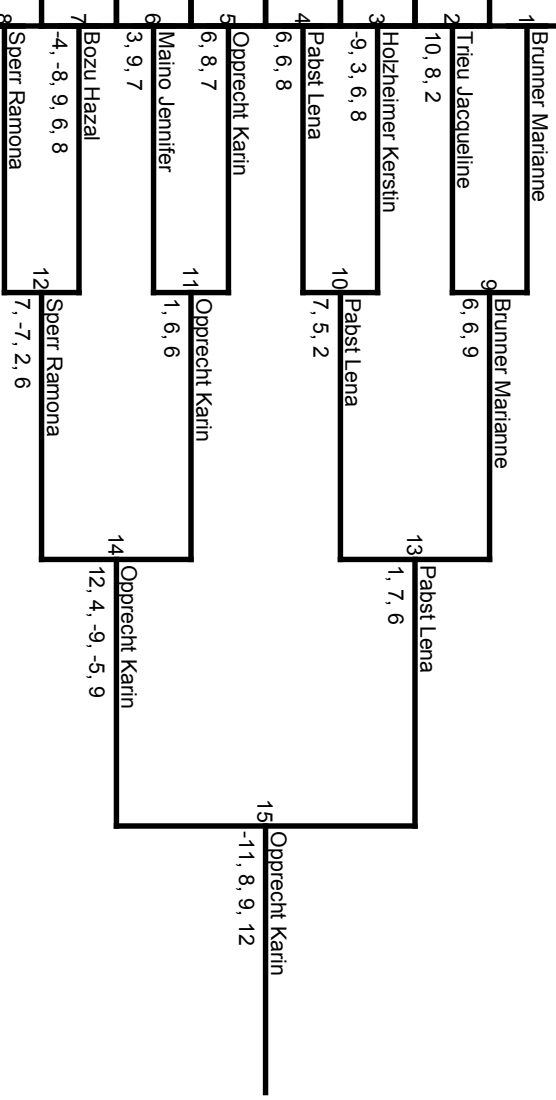 1
Brunner Marianne
2
Trieu Jacqueline
10, 8, 2
3
Holzheimer Kerstin
-9, 3, 6, 8
4
Pabst Lena
6, 6, 8
5
Opprecht Karin
6, 8, 7
6
Maino Jennifer
3, 9, 7
7
Bozu Hazal
-4, -8, 9, 6, 8
8
Sperr Ramona
9
Brunner Marianne
6, 6, 9
10
Pabst Lena
7, 5, 2
11
Opprecht Karin
1, 6, 6
12
Sperr Ramona
7, -7, 2, 6
13
Pabst Lena
1, 7, 6
14
Opprecht Karin
12, 4, -9, -5, 9
15
Opprecht Karin
-11, 8, 9, 12